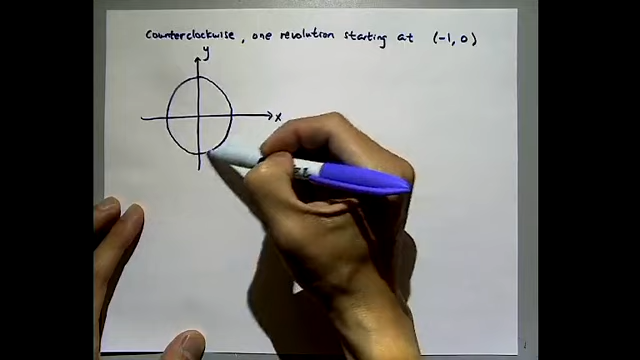 counterclockwise, one revolution starting at (-1, 0)
y
x